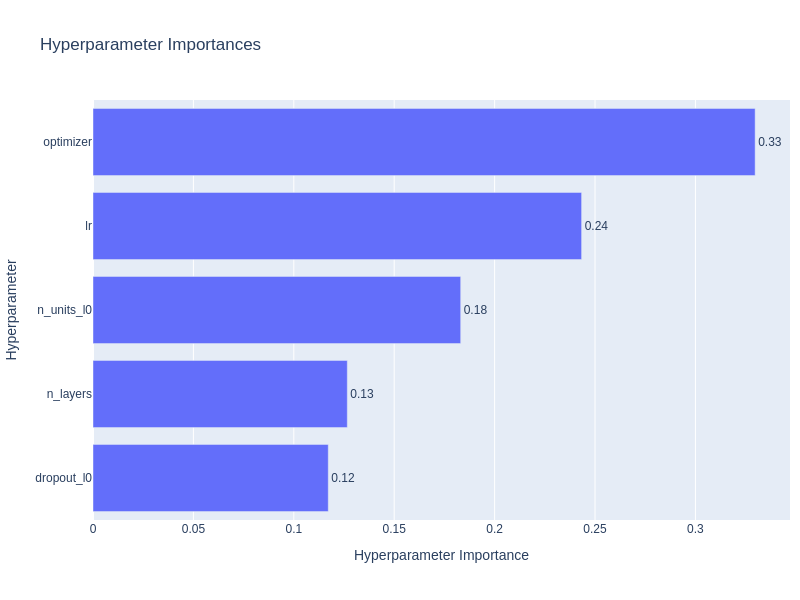 Hyperparameter Importances
optimizer
0.33
lr
0.24
n_units_l0
0.18
n_layers
0.13
dropout_l0
0.12
Hyperparameter
0
0.05
0.1
0.15
0.2
0.25
0.3
Hyperparameter Importance